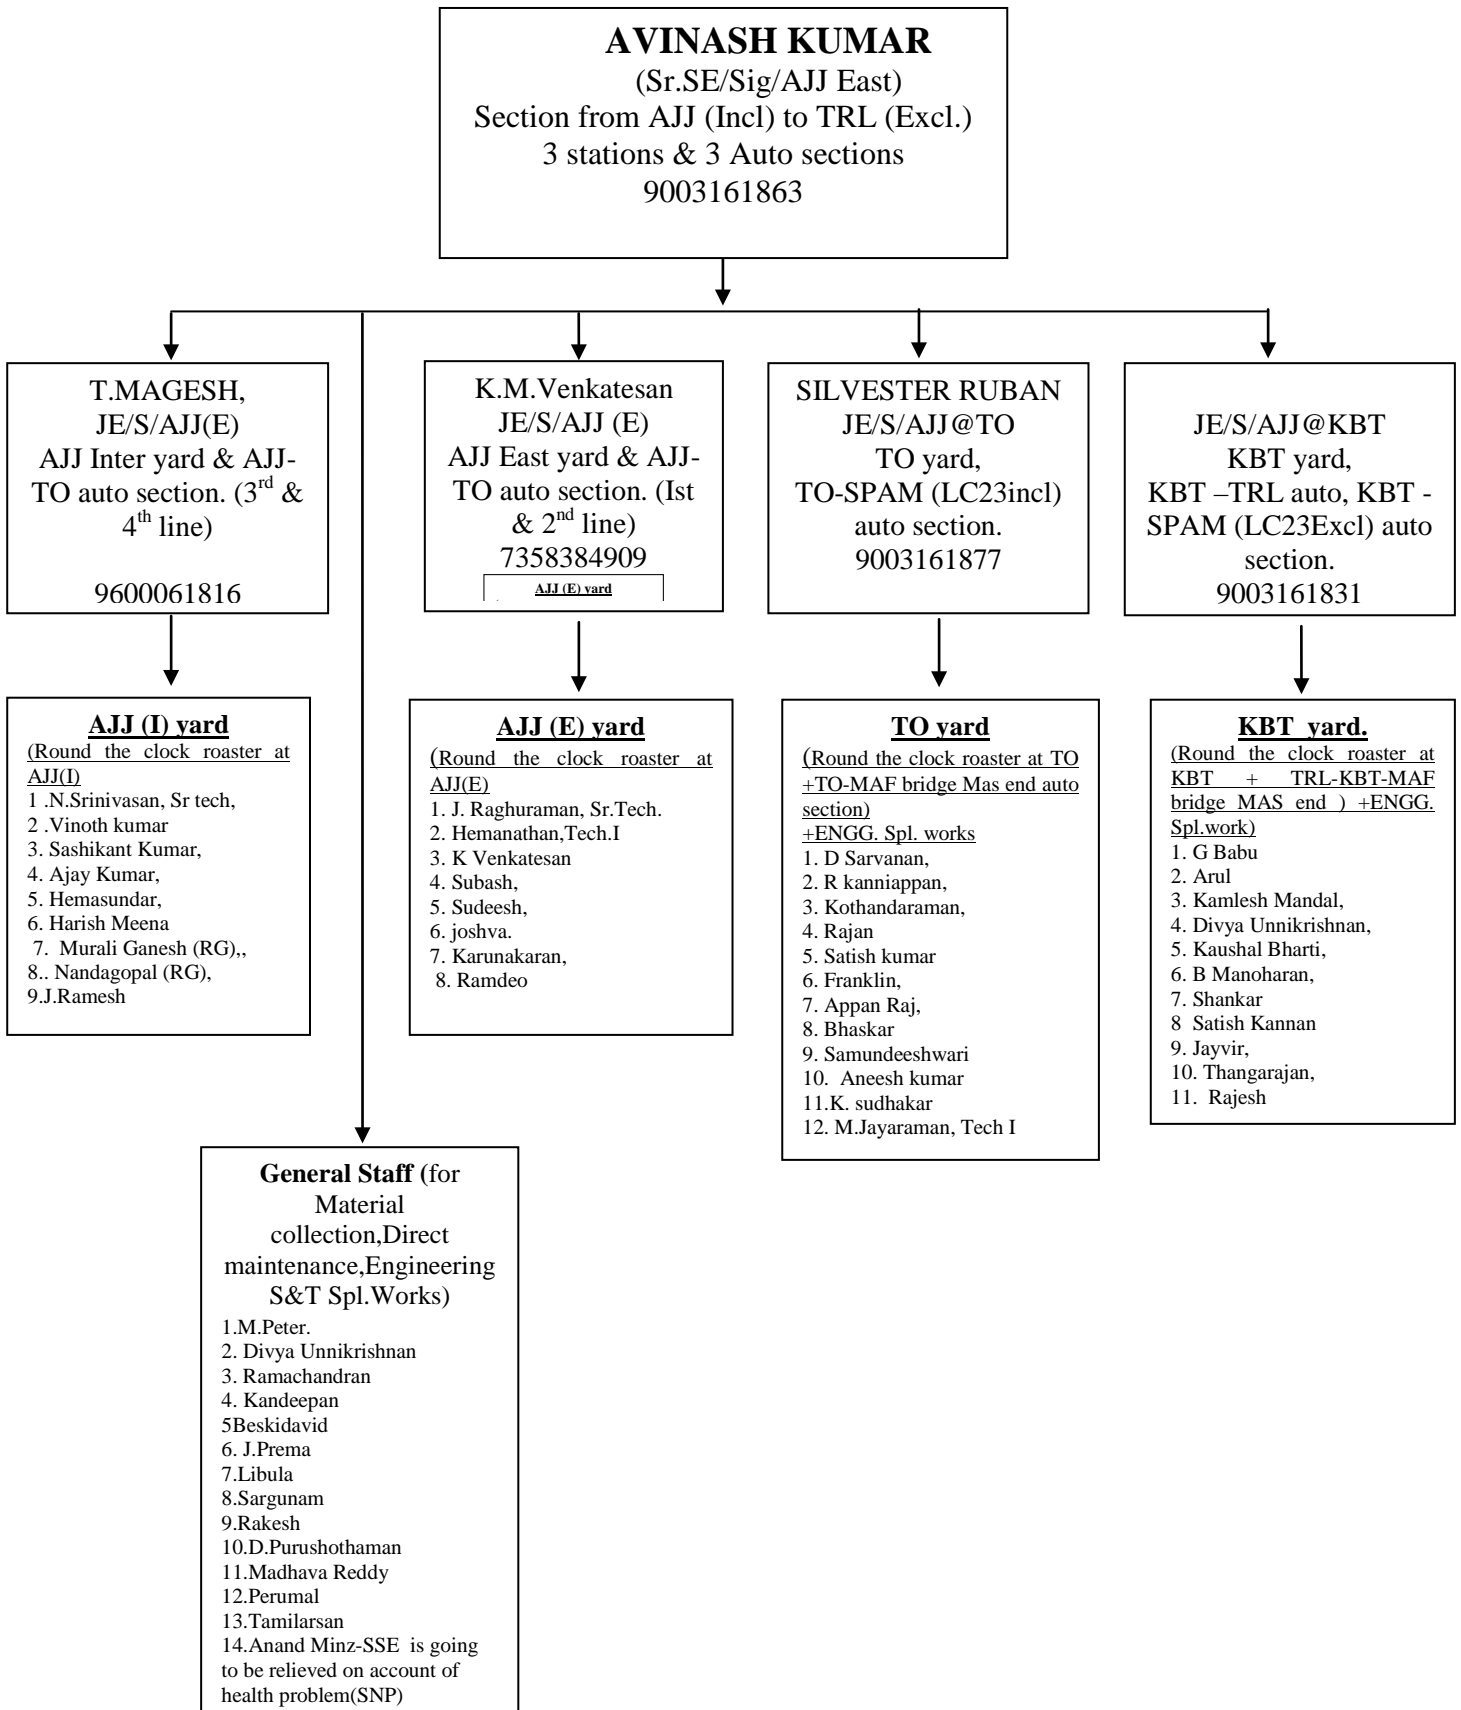 AVINASH KUMAR
(Sr.SE/Sig/AJJ East)
Section from AJJ (Incl) to TRL (Excl.)
3 stations & 3 Auto sections
9003161863
T.MAGESH,
JE/S/AJJ(E)
AJJ Inter yard & AJJ-
TO auto section. (3rd &
4th line)
9600061816
K.M.Venkatesan
JE/S/AJJ (E)
AJJ East yard & AJJ-
TO auto section. (Ist
& 2nd line)
7358384909
AJJ (E) yard
SILVESTER RUBAN
JE/S/AJJ@TO
TO yard,
TO-SPAM (LC23incl)
auto section.
9003161877
JE/S/AJJ@KBT
KBT yard,
KBT –TRL auto, KBT -
SPAM (LC23Excl) auto
section.
9003161831
AJJ (I) yard
(Round the clock roaster at
AJJ(I)
1 .N.Srinivasan, Sr tech,
2 .Vinoth kumar
3. Sashikant Kumar,
4. Ajay Kumar,
5. Hemasundar,
6. Harish Meena
7. Murali Ganesh (RG),,
8.. Nandagopal (RG),
9.J.Ramesh
AJJ (E) yard
(Round the clock roaster at
AJJ(E)
1. J. Raghuraman, Sr.Tech.
2. Hemanathan,Tech.I
3. K Venkatesan
4. Subash,
5. Sudeesh,
6. joshva.
7. Karunakaran,
8. Ramdeo
TO yard
(Round the clock roaster at TO
+TO-MAF bridge Mas end auto
section)
+ENGG. Spl. works
1. D Sarvanan,
2. R kanniappan,
3. Kothandaraman,
4. Rajan
5. Satish kumar
6. Franklin,
7. Appan Raj,
8. Bhaskar
9. Samundeeshwari
10. Aneesh kumar
11.K. sudhakar
12. M.Jayaraman, Tech I
KBT yard.
(Round the clock roaster at
KBT + TRL-KBT-MAF
bridge MAS end ) +ENGG.
Spl.work)
1. G Babu
2. Arul
3. Kamlesh Mandal,
4. Divya Unnikrishnan,
5. Kaushal Bharti,
6. B Manoharan,
7. Shankar
8 Satish Kannan
9. Jayvir,
10. Thangarajan,
11. Rajesh
General Staff (for
Material
collection,Direct
maintenance,Engineering
S&T Spl.Works)
1.M.Peter.
2. Divya Unnikrishnan
3. Ramachandran
4. Kandeepan
5Beskidavid
6. J.Prema
7.Libula
8.Sargunam
9.Rakesh
10.D.Purushothaman
11.Madhava Reddy
12.Perumal
13.Tamilarsan
14.Anand Minz-SSE is going
to be relieved on account of
health problem(SNP)